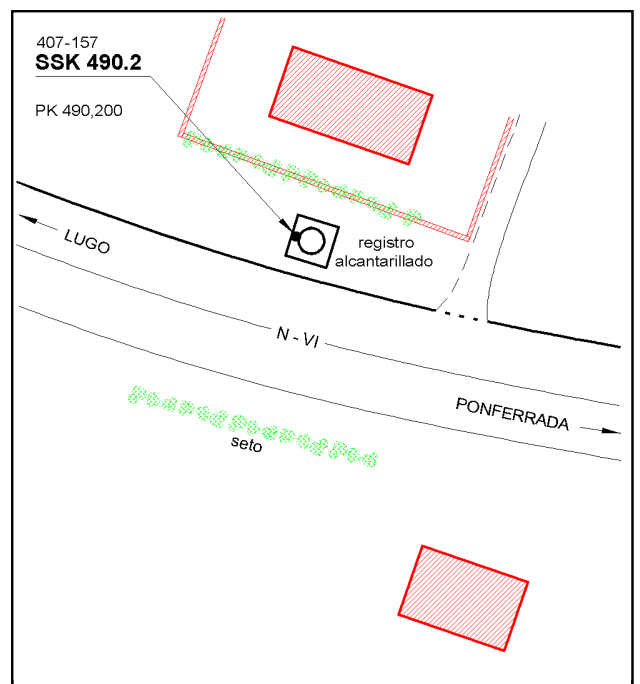 407-157
SSK 490.2
PK 490,200
registro
alcantarillado
LUGO
N - VI
PONFERRADA
seto